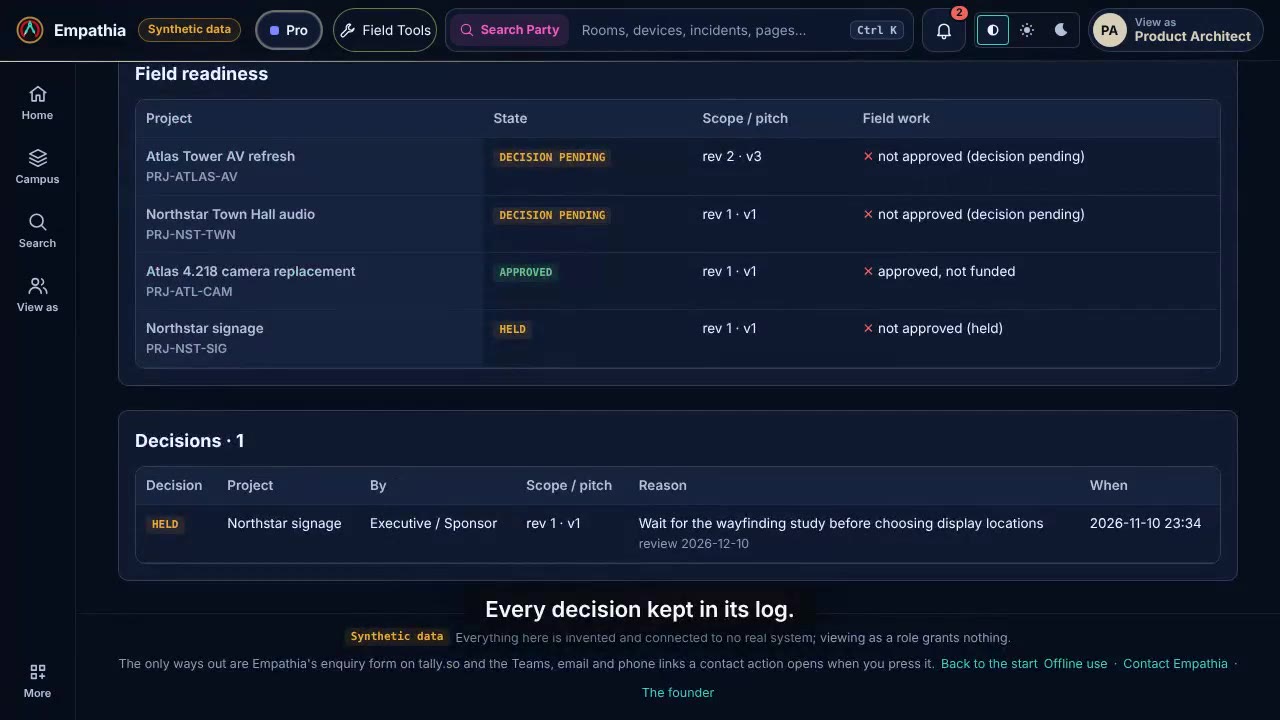 Empathia
Synthetic data
Pro
Field Tools
Search Party
Rooms, devices, incidents, pages...
Ctrl K
2
PA
View as
Product Architect
Home
Campus
Search
View as
More
Field readiness
Project State Scope / pitch Field work
Atlas Tower AV refresh DECISION PENDING rev 2 · v3 ✕ not approved (decision pending)
PRJ-ATLAS-AV
Northstar Town Hall audio DECISION PENDING rev 1 · v1 ✕ not approved (decision pending)
PRJ-NST-TWN
Atlas 4.218 camera replacement APPROVED rev 1 · v1 ✕ approved, not funded
PRJ-ATL-CAM
Northstar signage HELD rev 1 · v1 ✕ not approved (held)
PRJ-NST-SIG
Decisions · 1
Decision Project By Scope / pitch Reason When
HELD Northstar signage Executive / Sponsor rev 1 · v1 Wait for the wayfinding study before choosing display locations 2026-11-10 23:34
review 2026-12-10
Every decision kept in its log.
Synthetic data Everything here is invented and connected to no real system; viewing as a role grants nothing.
The only ways out are Empathia's enquiry form on tally.so and the Teams, email and phone links a contact action opens when you press it. Back to the start Offline use · Contact Empathia ·
The founder